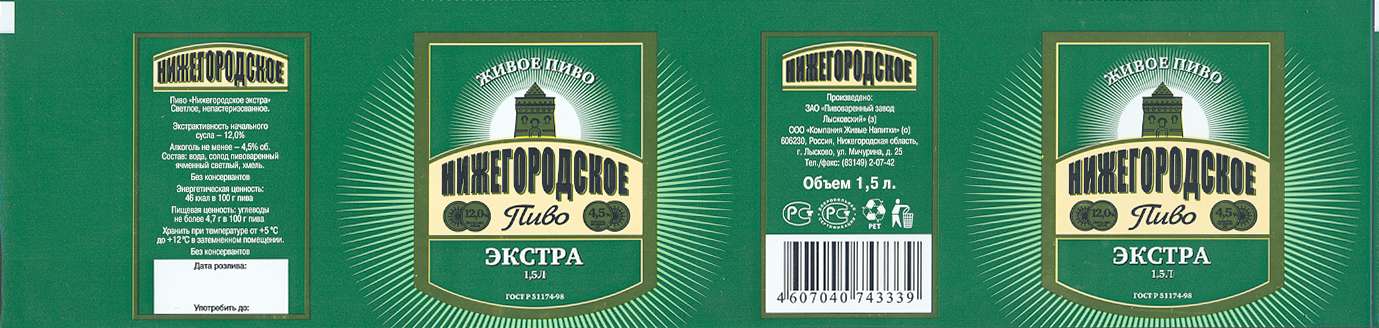 НИЖЕГОРОДСКОЕ
Пиво «Нижегородское экстра»
Светлое, непастеризованное.
Экстрактивность начального
сусла – 12,0%
Алкоголь не менее – 4,5% об.
Состав: вода, солод пивоваренный
ячменный светлый, хмель.
Без консервантов
Энергетическая ценность:
46 ккал в 100 г пива
Пищевая ценность: углеводы
не более 4,7 г в 100 г пива
Хранить при температуре от +5 °C
до +12 °C в затемненном помещении.
Без консервантов
Дата розлива:
Употребить до:
ЖИВОЕ ПИВО
НИЖЕГОРОДСКОЕ
12,0%
Пиво
4,5%
ЭКСТРА
1,5Л
ГОСТ Р 51174-98
НИЖЕГОРОДСКОЕ
Произведено:
ЗАО «Пивоваренный завод
Лысковский» (э)
ООО «Компания Живые Напитки» (о)
606230, Россия, Нижегородская область,
г. Лысково, ул. Мичурина, д. 25
Тел./факс: (83149) 2-07-42
Объем 1,5 л.
ДОБРОВОЛЬНАЯ
СЕРТИФИКАЦИЯ
PET
4 607040 743339
ЖИВОЕ ПИВО
НИЖЕГОРОДСКОЕ
12,0%
Пиво
4,5%
ЭКСТРА
1,5Л
ГОСТ Р 51174-98